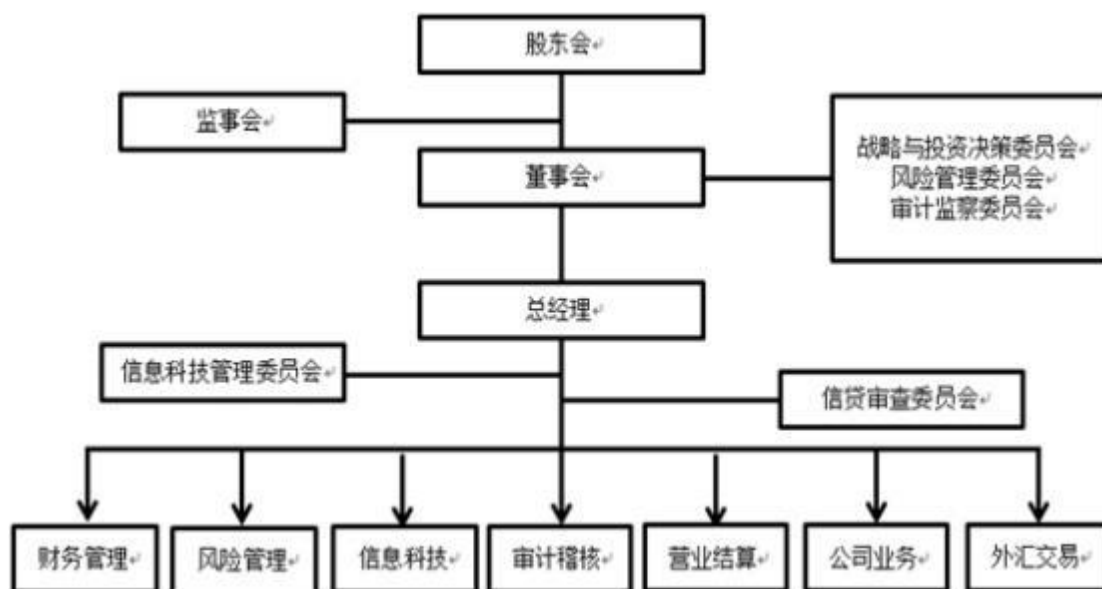 股东会
监事会
战略与投资决策委员会
风险管理委员会
审计监察委员会
董事会
总经理
信息科技管理委员会
信贷审查委员会
财务管理
风险管理
信息科技
审计稽核
营业结算
公司业务
外汇交易